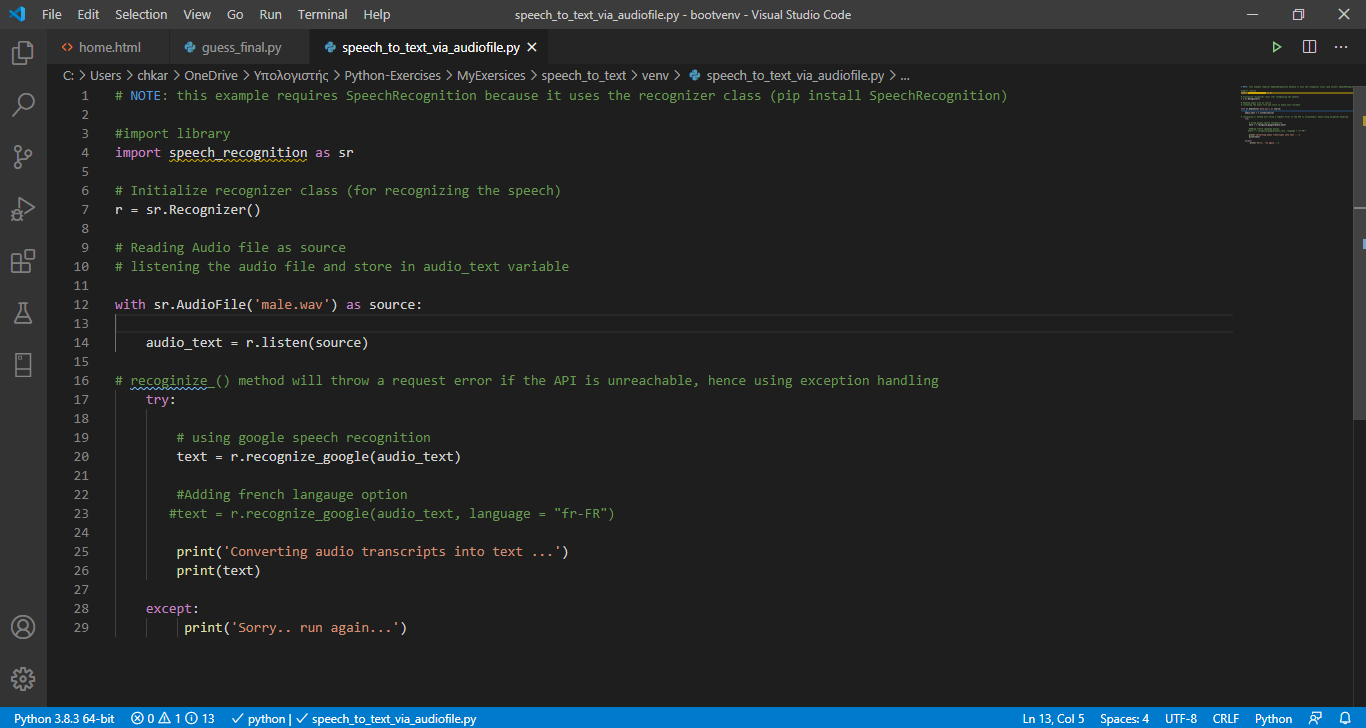 File Edit Selection View Go Run Terminal Help speech_to_text_via_audiofile.py - bootvenv - Visual Studio Code
home.html guess_final.py speech_to_text_via_audiofile.py
C: > Users > chkar > OneDrive > Υπολογιστής > Python-Exercises > MyExersices > speech_to_text > venv > speech_to_text_via_audiofile.py > ...
1 # NOTE: this example requires SpeechRecognition because it uses the recognizer class (pip install SpeechRecognition)
2
3 #import library
4 import speech_recognition as sr
5
6 # Initialize recognizer class (for recognizing the speech)
7 r = sr.Recognizer()
8
9 # Reading Audio file as source
10 # listening the audio file and store in audio_text variable
11
12 with sr.AudioFile('male.wav') as source:
13
14     audio_text = r.listen(source)
15
16 # recoginize_() method will throw a request error if the API is unreachable, hence using exception handling
17     try:
18
19         # using google speech recognition
20         text = r.recognize_google(audio_text)
21
22         #Adding french langauge option
23        #text = r.recognize_google(audio_text, language = "fr-FR")
24
25         print('Converting audio transcripts into text ...')
26         print(text)
27
28     except:
29          print('Sorry.. run again...')
Python 3.8.3 64-bit 0 1 13 python | speech_to_text_via_audiofile.py Ln 13, Col 5 Spaces: 4 UTF-8 CRLF Python